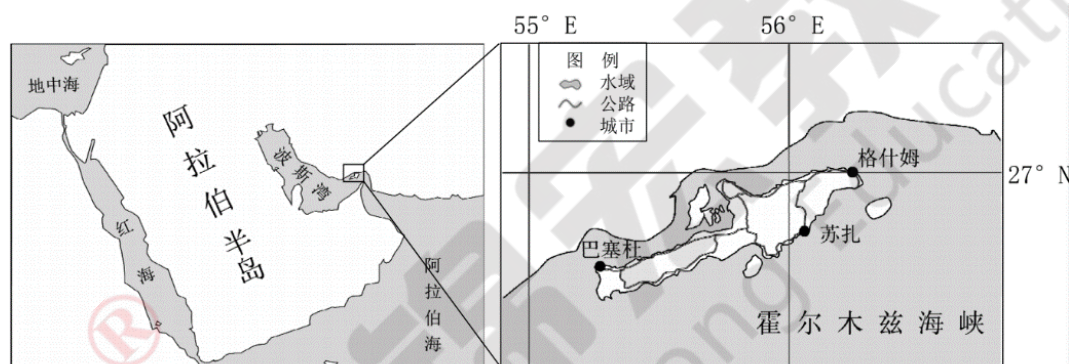 55° E
56° E
27° N
地中海
阿拉伯半岛
波斯湾
红海
阿拉伯海
图 例
水域
公路
城市
格什姆
苏扎
巴塞杜
霍尔木兹海峡
®